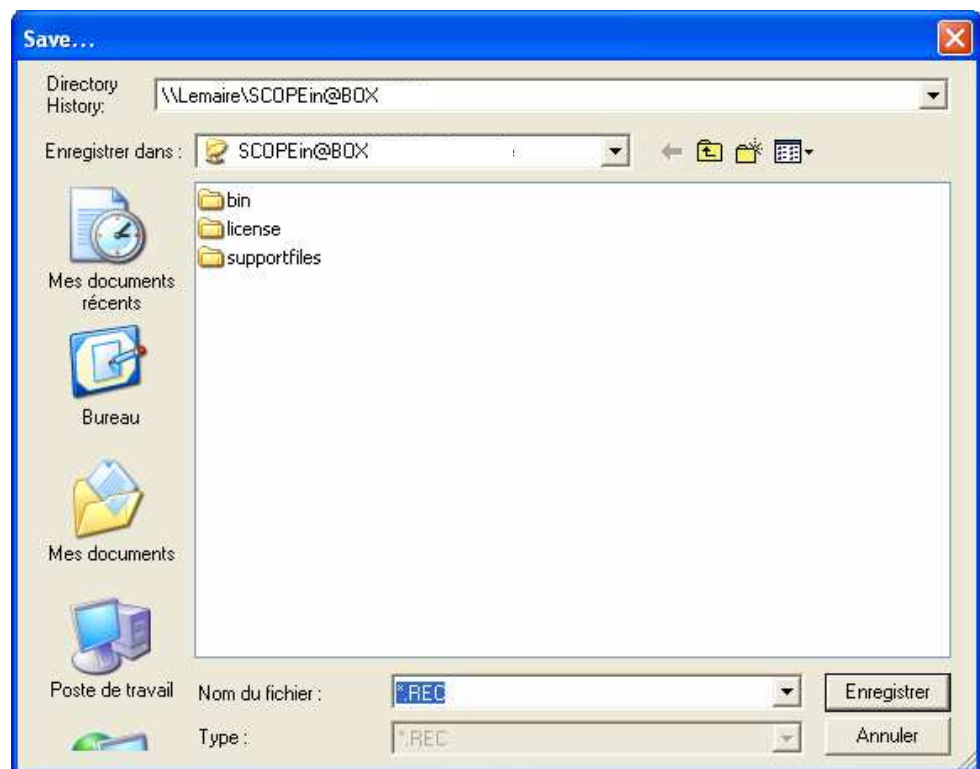 Save...
Directory
History:
\\Lemaire\SCOPEin@BOX
Enregistrer dans :
SCOPEin@BOX
bin
license
supportfiles
Mes documents
récents
Bureau
Mes documents
Poste de travail
Nom du fichier :
*.REC
Enregistrer
Type :
*.REC
Annuler